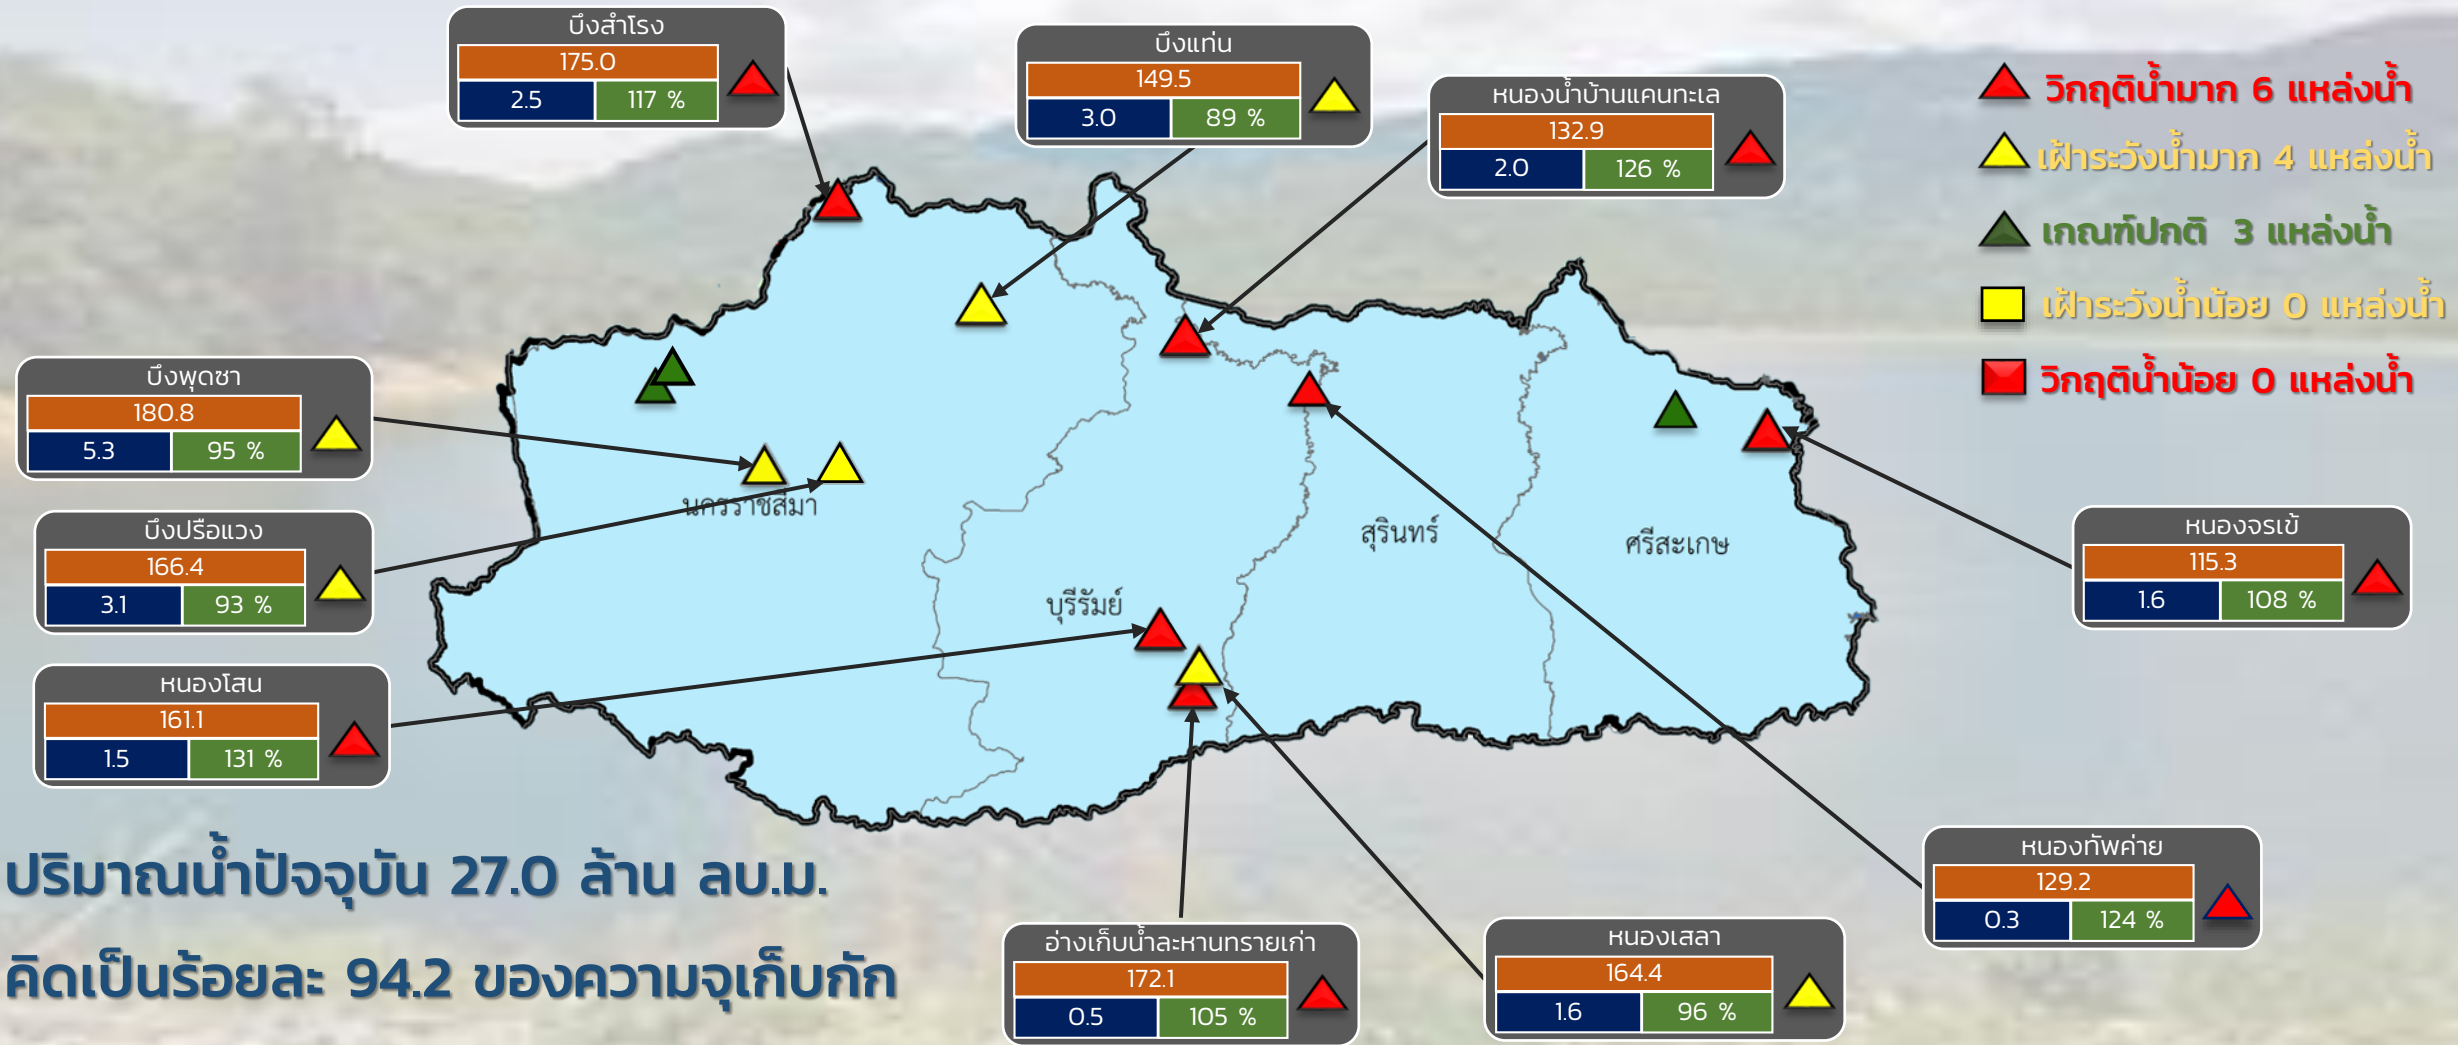 บึงสำโรง
175.0
2.5 117 %
บึงแท่น
149.5
3.0 89 %
หนองน้ำบ้านแคนทะเล
132.9
2.0 126 %
วิกฤติน้ำมาก 6 แหล่งน้ำ
เฝ้าระวังน้ำมาก 4 แหล่งน้ำ
เกณฑ์ปกติ 3 แหล่งน้ำ
เฝ้าระวังน้ำน้อย 0 แหล่งน้ำ
วิกฤติน้ำน้อย 0 แหล่งน้ำ
บึงพุดซา
180.8
5.3 95 %
บึงปรือแวง
166.4
3.1 93 %
หนองโสน
161.1
1.5 131 %
นครราชสีมา
บุรีรัมย์
สุรินทร์
ศรีสะเกษ
หนองจรเข้
115.3
1.6 108 %
หนองทัพค่าย
129.2
0.3 124 %
ปริมาณน้ำปัจจุบัน 27.0 ล้าน ลบ.ม.
คิดเป็นร้อยละ 94.2 ของความจุเก็บกัก
อ่างเก็บน้ำละหานทรายเก่า
172.1
0.5 105 %
หนองเสลา
164.4
1.6 96 %